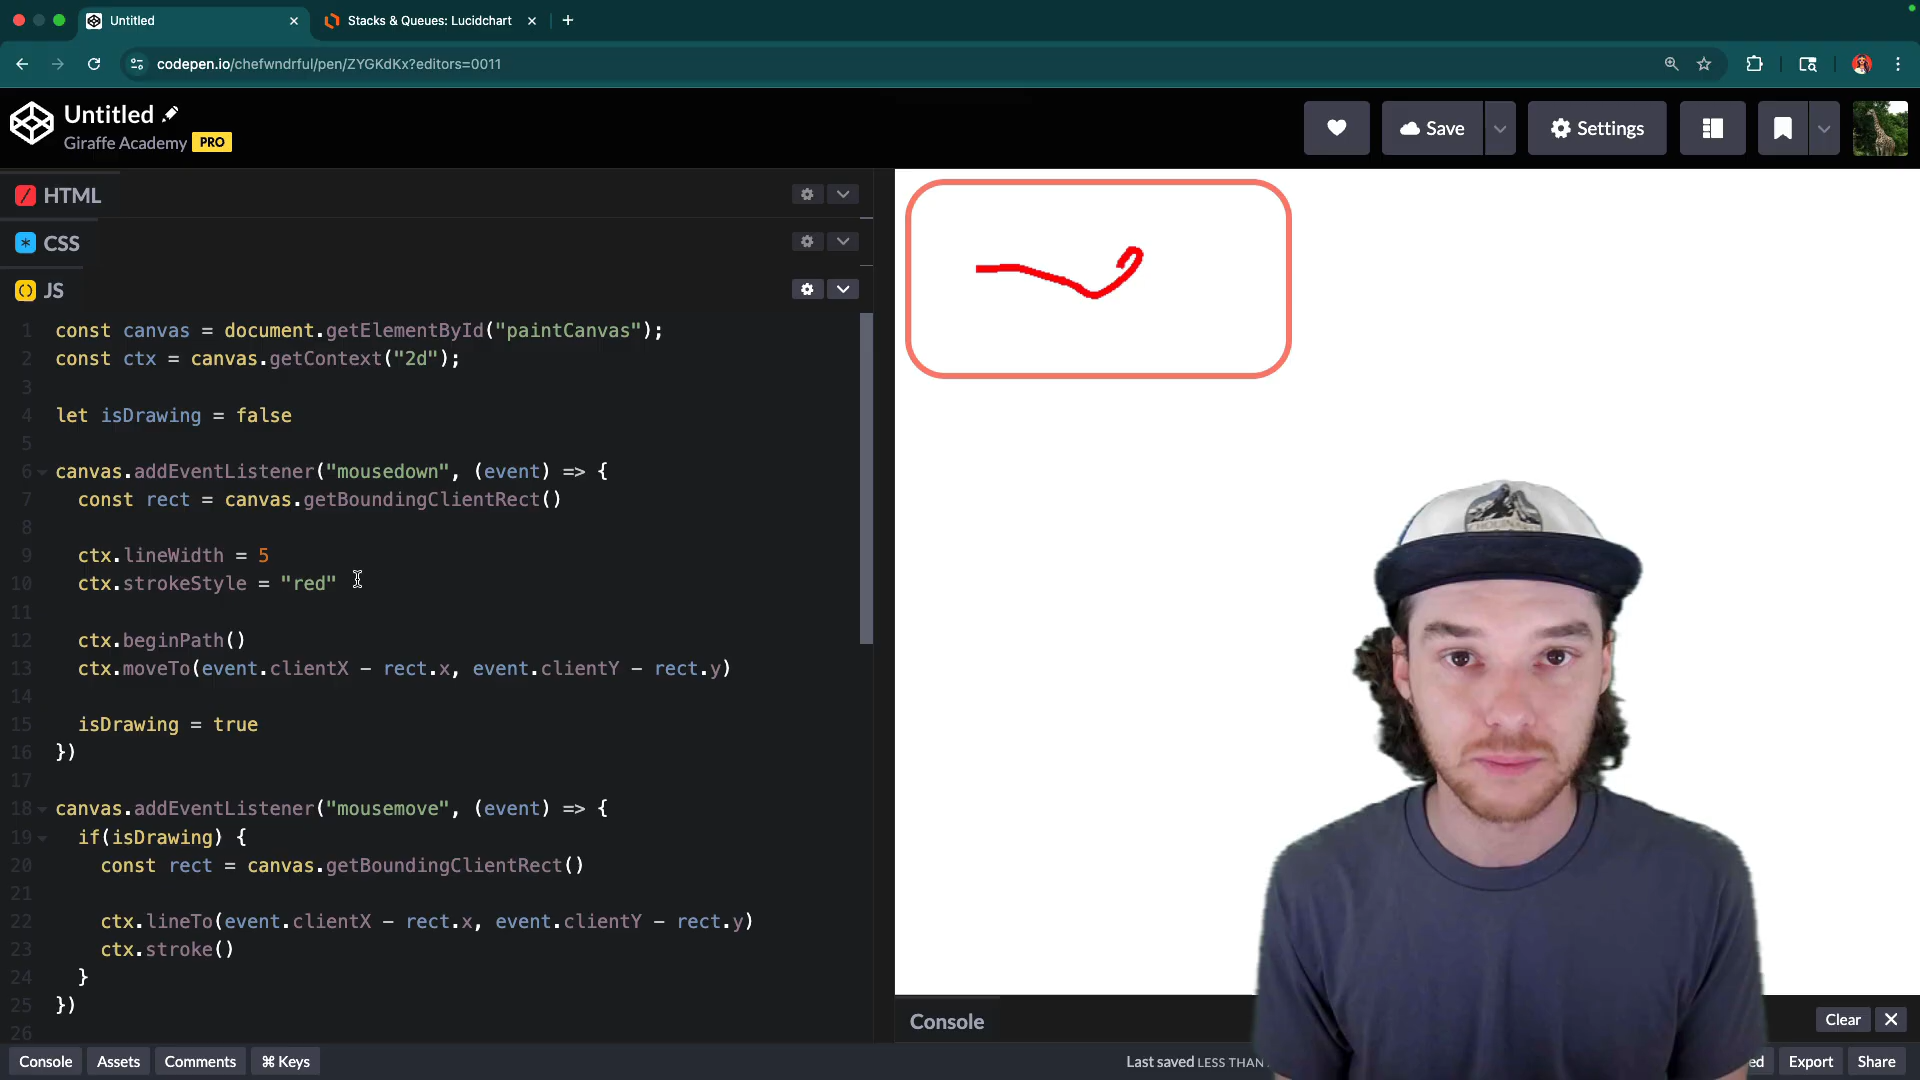 Untitled
Stacks & Queues: Lucidchart
codepen.io/chefwndrful/pen/ZYGKdKx?editors=0011
Untitled
Giraffe Academy PRO
Save
Settings
HTML
CSS
JS
1 const canvas = document.getElementById("paintCanvas");
2 const ctx = canvas.getContext("2d");
3
4 let isDrawing = false
5
6 canvas.addEventListener("mousedown", (event) => {
7 const rect = canvas.getBoundingClientRect()
8
9 ctx.lineWidth = 5
10 ctx.strokeStyle = "red"
11
12 ctx.beginPath()
13 ctx.moveTo(event.clientX - rect.x, event.clientY - rect.y)
14
15 isDrawing = true
16 })
17
18 canvas.addEventListener("mousemove", (event) => {
19 if(isDrawing) {
20 const rect = canvas.getBoundingClientRect()
21
22 ctx.lineTo(event.clientX - rect.x, event.clientY - rect.y)
23 ctx.stroke()
24 }
25 })
26
Console
Clear
Console
Assets
Comments
⌘ Keys
Last saved LESS THAN
ed
Export
Share